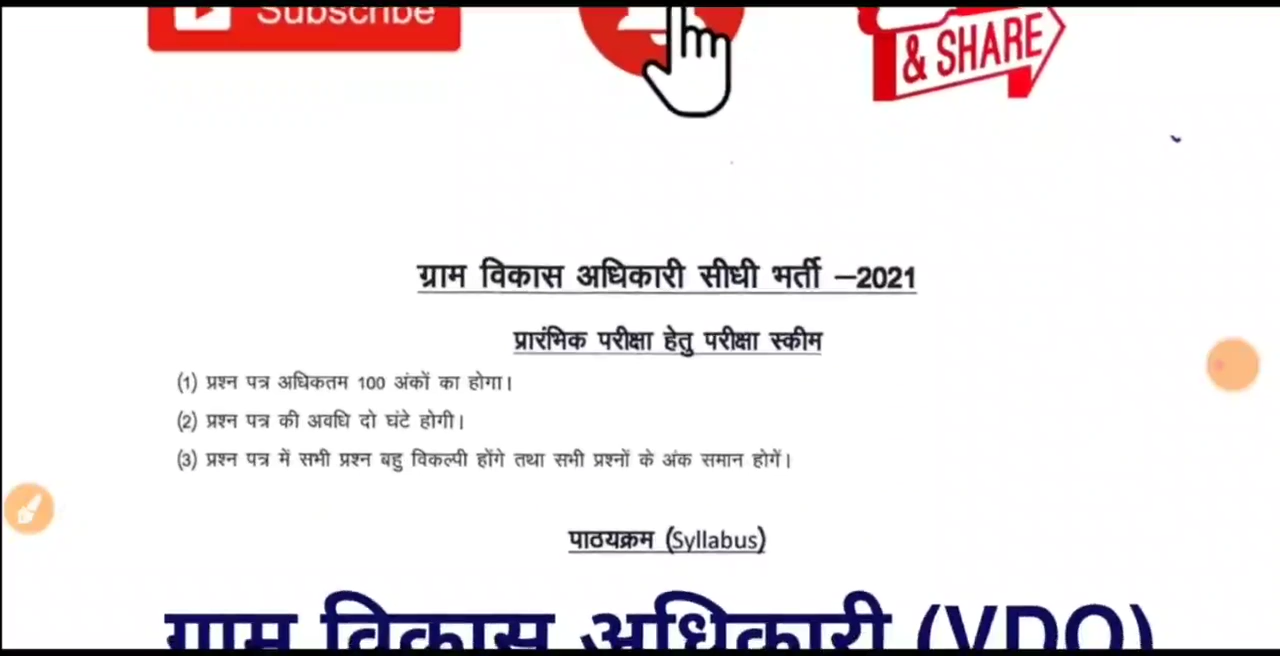 Subscribe
& SHARE
ग्राम विकास अधिकारी सीधी भर्ती –2021
प्रारंभिक परीक्षा हेतु परीक्षा स्कीम
(1) प्रश्न पत्र अधिकतम 100 अंकों का होगा।
(2) प्रश्न पत्र की अवधि दो घंटे होगी।
(3) प्रश्न पत्र में सभी प्रश्न बहु विकल्पी होंगे तथा सभी प्रश्नों के अंक समान होगें।
पाठयक्रम (Syllabus)
ग्राम विकास अधिकारी (VDO)